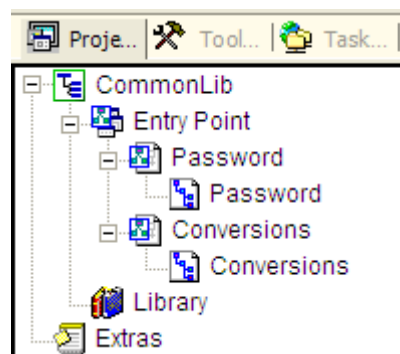 Proje... Tool... Task...
CommonLib
Entry Point
Password
Password
Conversions
Conversions
Library
Extras